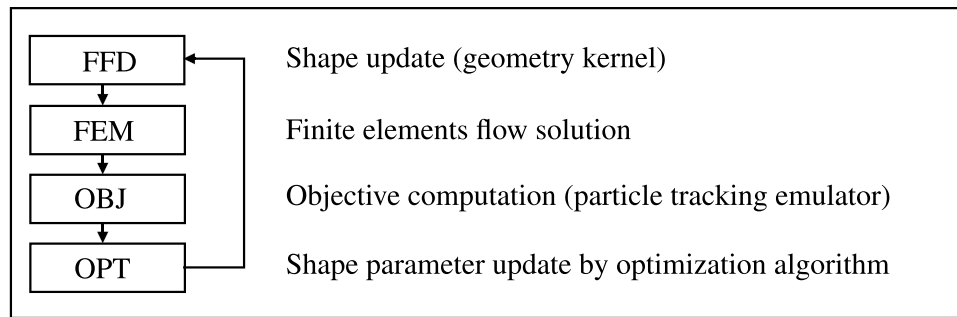 FFD Shape update (geometry kernel)
FEM Finite elements flow solution
OBJ Objective computation (particle tracking emulator)
OPT Shape parameter update by optimization algorithm